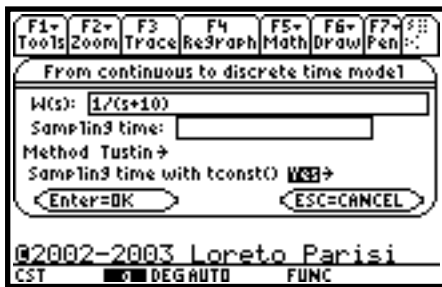 F1▾ F2▾ F3 F4 F5▾ F6▾ F7▾
Tools Zoom Trace ReGraph Math Draw Pen
From continuous to discrete time model
W(s): 1/(s+10)
Sampling time:
Method Tustin→
Sampling time with tconst() Yes→
Enter=OK ESC=CANCEL
@2002-2003 Loreto Parisi
CST DEG AUTO FUNC